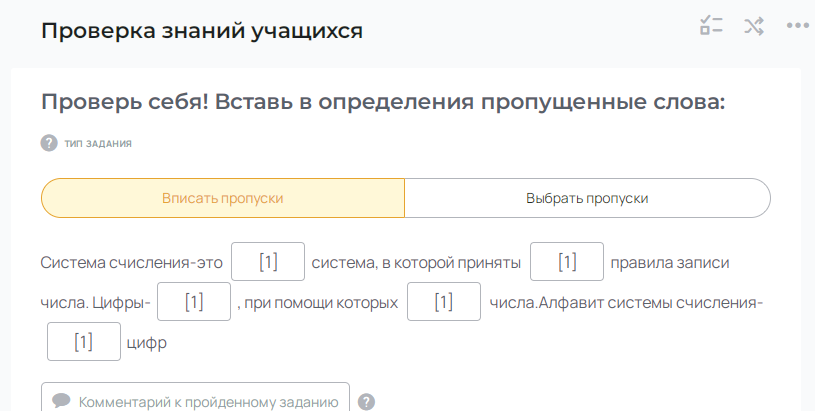 Проверка знаний учащихся
Проверь себя! Вставь в определения пропущенные слова:
? ТИП ЗАДАНИЯ
Вписать пропуски Выбрать пропуски
Система счисления-это [1] система, в которой приняты [1] правила записи
числа. Цифры- [1] , при помощи которых [1] числа.Алфавит системы счисления-
[1] цифр
Комментарий к пройденному заданию ?